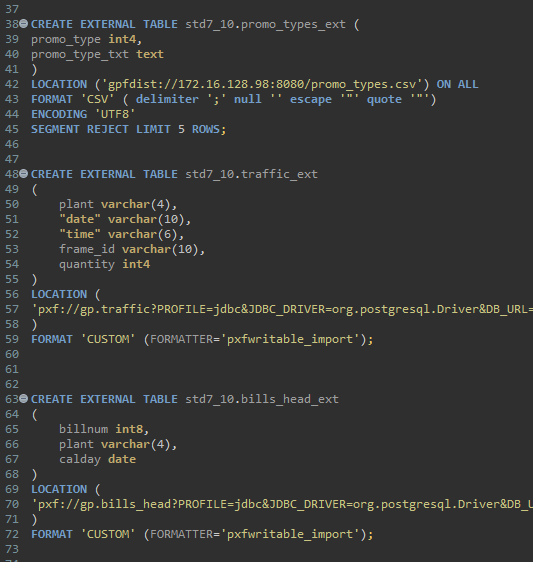 37
38 CREATE EXTERNAL TABLE std7_10.promo_types_ext (
39 promo_type int4,
40 promo_type_txt text
41 )
42 LOCATION ('gpfdist://172.16.128.98:8080/promo_types.csv') ON ALL
43 FORMAT 'CSV' ( delimiter ';' null '' escape '"' quote '"')
44 ENCODING 'UTF8'
45 SEGMENT REJECT LIMIT 5 ROWS;
46
47
48 CREATE EXTERNAL TABLE std7_10.traffic_ext
49 (
50     plant varchar(4),
51     "date" varchar(10),
52     "time" varchar(6),
53     frame_id varchar(10),
54     quantity int4
55 )
56 LOCATION (
57 'pxf://gp.traffic?PROFILE=jdbc&JDBC_DRIVER=org.postgresql.Driver&DB_URL=
58 )
59 FORMAT 'CUSTOM' (FORMATTER='pxfwritable_import');
60
61
62
63 CREATE EXTERNAL TABLE std7_10.bills_head_ext
64 (
65     billnum int8,
66     plant varchar(4),
67     calday date
68 )
69 LOCATION (
70 'pxf://gp.bills_head?PROFILE=jdbc&JDBC_DRIVER=org.postgresql.Driver&DB_U
71 )
72 FORMAT 'CUSTOM' (FORMATTER='pxfwritable_import');
73